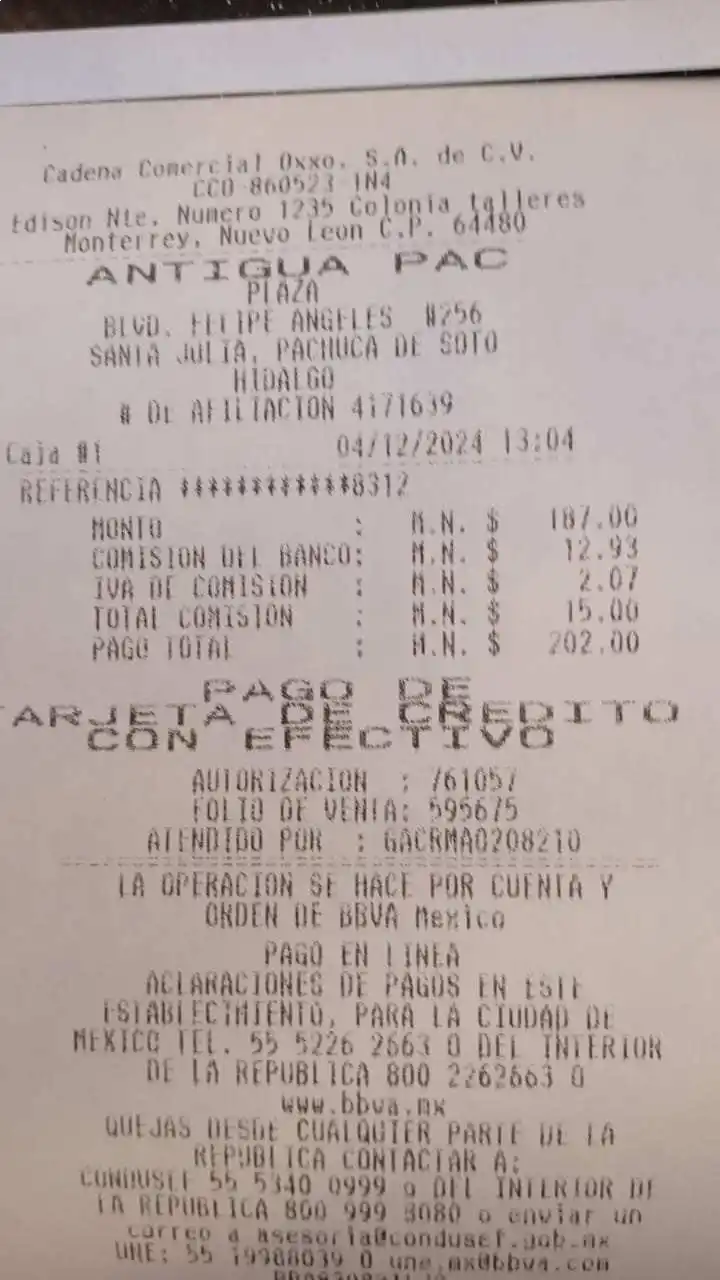 Cadena Comercial Oxxo, S.A. de C.V.
CCO-860523-1N4
Edison Nte. Numero 1235 Colonia talleres
Monterrey, Nuevo Leon C.P. 64480
ANTIGUA PAC
PLAZA
BLVD. FELIPE ANGELES #256
SANTA JULIA, PACHUCA DE SOTO
HIDALGO
# DE AFILIACION 4171639
Caja #1 04/12/2024 13:04
REFERENCIA ************8312
MONTO : M.N. $ 187.00
COMISION DEL BANCO: M.N. $ 12.93
IVA DE COMISION : M.N. $ 2.07
TOTAL COMISION : M.N. $ 15.00
PAGO TOTAL : M.N. $ 202.00
PAGO DE
TARJETA DE CREDITO
CON EFECTIVO
AUTORIZACION : 761057
FOLIO DE VENTA: 595675
ATENDIDO POR : GACRMA0208210
LA OPERACION SE HACE POR CUENTA Y
ORDEN DE BBVA Mexico
PAGO EN LINEA
ACLARACIONES DE PAGOS EN ESTE
ESTABLECIMIENTO, PARA LA CIUDAD DE
MEXICO TEL. 55 5226 2663 O DEL INTERIOR
DE LA REPUBLICA 800 2262663 O
www.bbva.mx
QUEJAS DESDE CUALQUIER PARTE DE LA
REPUBLICA CONTACTAR A:
CONDUSEF 55 5340 0999 o DEL INTERIOR DE
LA REPUBLICA 800 999 8080 o enviar un
correo a asesoria@condusef.gob.mx
UNE: 55 19988039 O une.mx@bbva.com